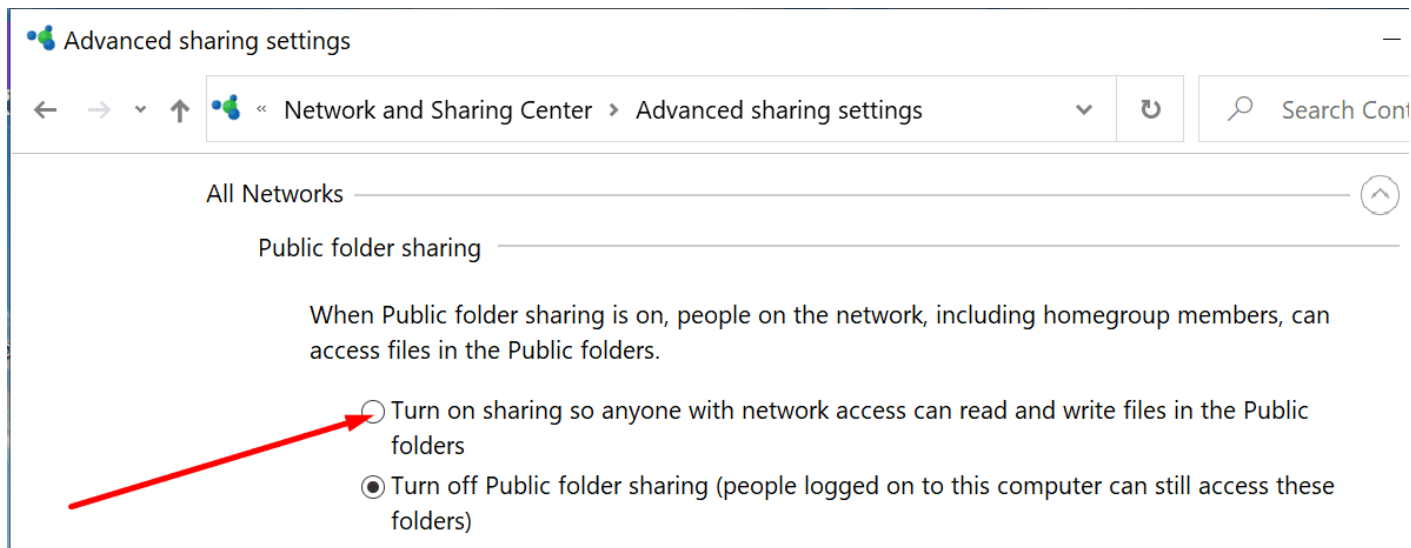 Advanced sharing settings
« Network and Sharing Center > Advanced sharing settings
Search Cont
All Networks
Public folder sharing
When Public folder sharing is on, people on the network, including homegroup members, can
access files in the Public folders.
Turn on sharing so anyone with network access can read and write files in the Public
folders
Turn off Public folder sharing (people logged on to this computer can still access these
folders)